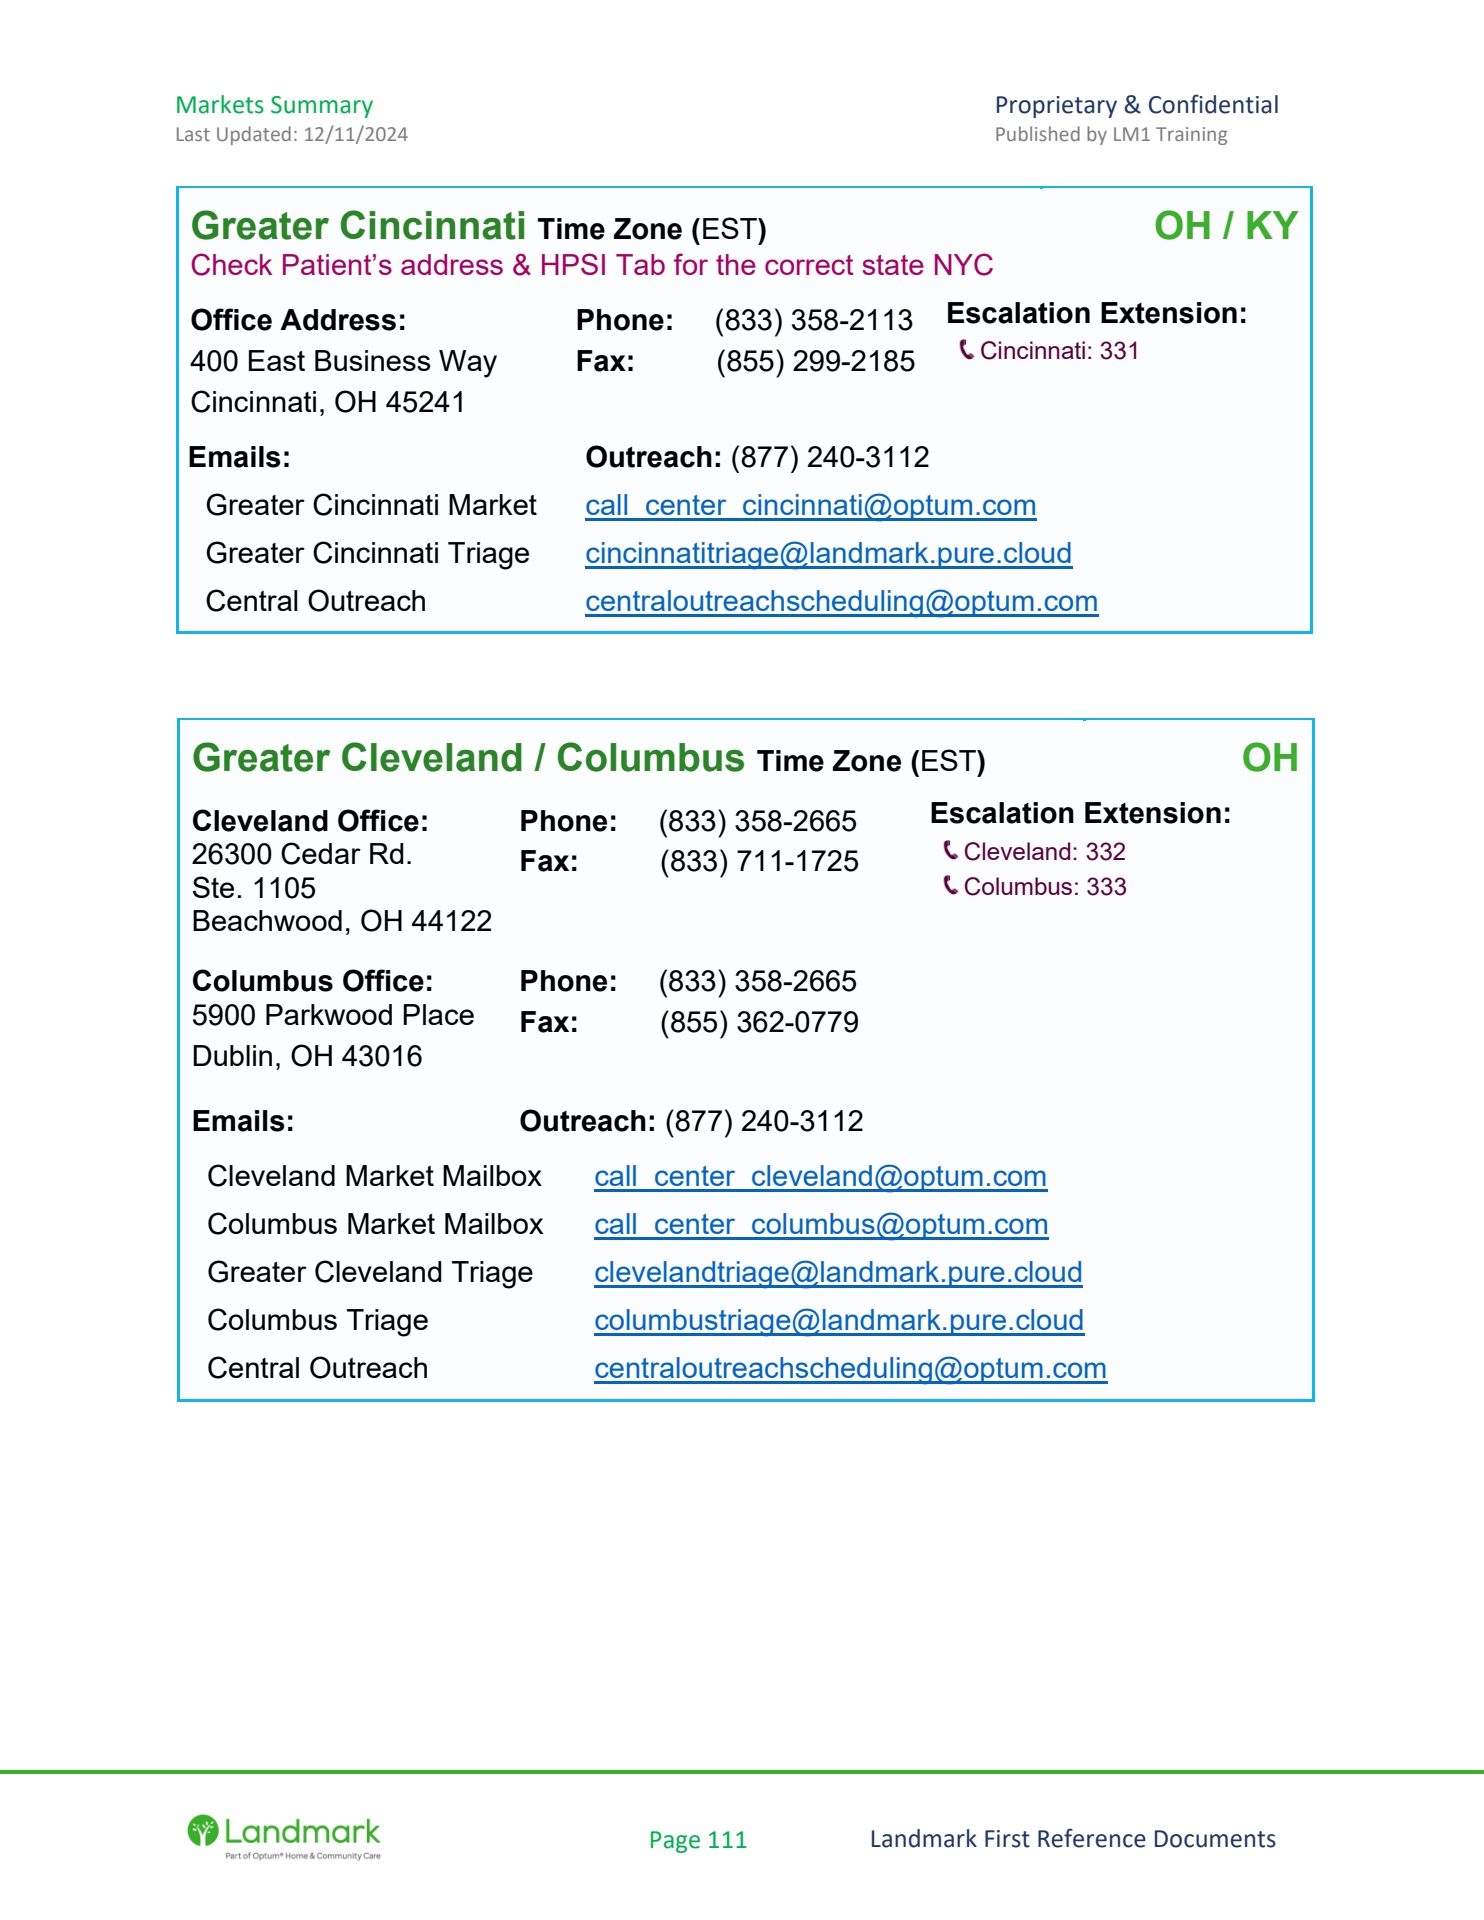 Markets Summary
Proprietary & Confidential
Last Updated: 12/11/2024
Published by LM1 Training
Greater Cincinnati Time Zone (EST)
OH / KY
Check Patient’s address & HPSI Tab for the correct state NYC
Office Address:
Phone: (833) 358-2113
Escalation Extension:
400 East Business Way
Fax: (855) 299-2185
Cincinnati: 331
Cincinnati, OH 45241
Emails:
Outreach: (877) 240-3112
Greater Cincinnati Market call_center_cincinnati@optum.com
Greater Cincinnati Triage cincinnatitriage@landmark.pure.cloud
Central Outreach centraloutreachscheduling@optum.com
Greater Cleveland / Columbus Time Zone (EST)
OH
Cleveland Office:
Phone: (833) 358-2665
Escalation Extension:
26300 Cedar Rd.
Fax: (833) 711-1725
Cleveland: 332
Ste. 1105
Columbus: 333
Beachwood, OH 44122
Columbus Office:
Phone: (833) 358-2665
5900 Parkwood Place
Fax: (855) 362-0779
Dublin, OH 43016
Emails:
Outreach: (877) 240-3112
Cleveland Market Mailbox call_center_cleveland@optum.com
Columbus Market Mailbox call_center_columbus@optum.com
Greater Cleveland Triage clevelandtriage@landmark.pure.cloud
Columbus Triage columbustriage@landmark.pure.cloud
Central Outreach centraloutreachscheduling@optum.com
Landmark
Part of Optum® Home & Community Care
Page 111
Landmark First Reference Documents